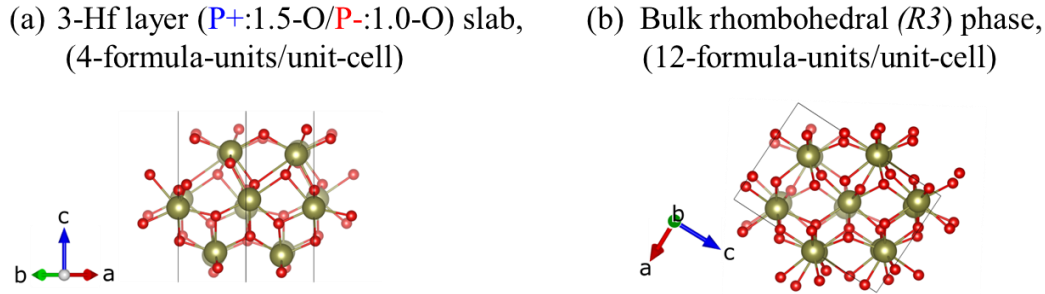 (a) 3-Hf layer (P+:1.5-O/P-:1.0-O) slab,
(4-formula-units/unit-cell)
(b) Bulk rhombohedral (R3) phase,
(12-formula-units/unit-cell)
c
b
a
b
a
c